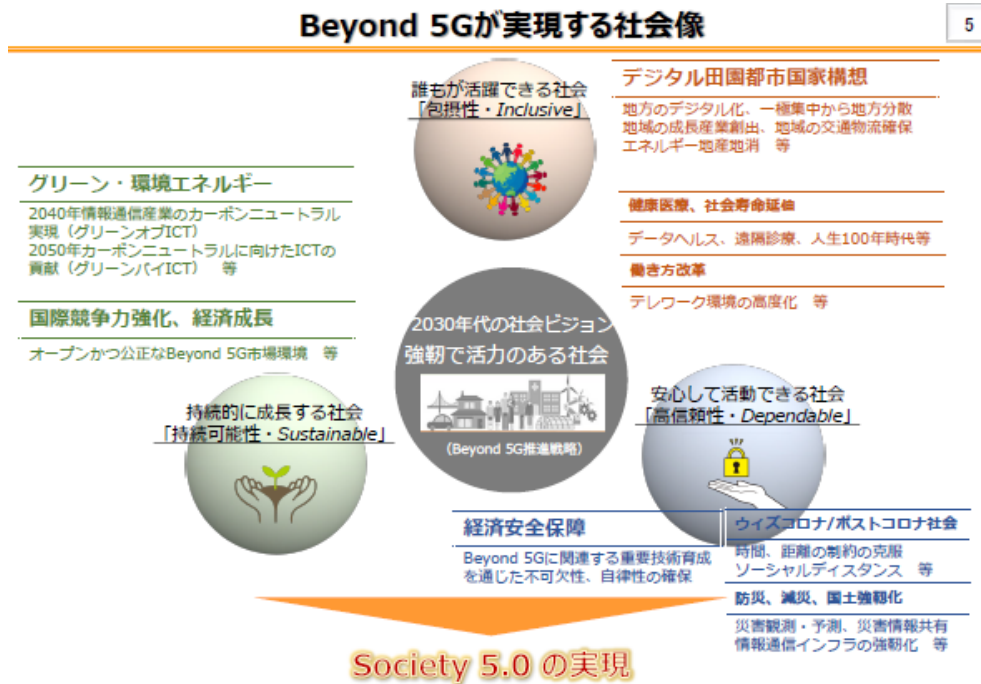 Beyond 5Gが実現する社会像
5
誰もが活躍できる社会
「包摂性・Inclusive」
デジタル田園都市国家構想
地方のデジタル化、一極集中から地方分散
地域の成長産業創出、地域の交通物流確保
エネルギー地産地消　等
健康医療、社会寿命延伸
データヘルス、遠隔診療、人生100年時代等
働き方改革
テレワーク環境の高度化　等
グリーン・環境エネルギー
2040年情報通信産業のカーボンニュートラル
実現（グリーンオブICT）
2050年カーボンニュートラルに向けたICTの
貢献（グリーンバイICT）　等
国際競争力強化、経済成長
オープンかつ公正なBeyond 5G市場環境　等
2030年代の社会ビジョン
強靭で活力のある社会
（Beyond 5G推進戦略）
持続的に成長する社会
「持続可能性・Sustainable」
安心して活動できる社会
「高信頼性・Dependable」
経済安全保障
Beyond 5Gに関連する重要技術育成
を通じた不可欠性、自律性の確保
ウィズコロナ/ポストコロナ社会
時間、距離の制約の克服
ソーシャルディスタンス　等
防災、減災、国土強靭化
災害観測・予測、災害情報共有
情報通信インフラの強靭化　等
Society 5.0 の実現